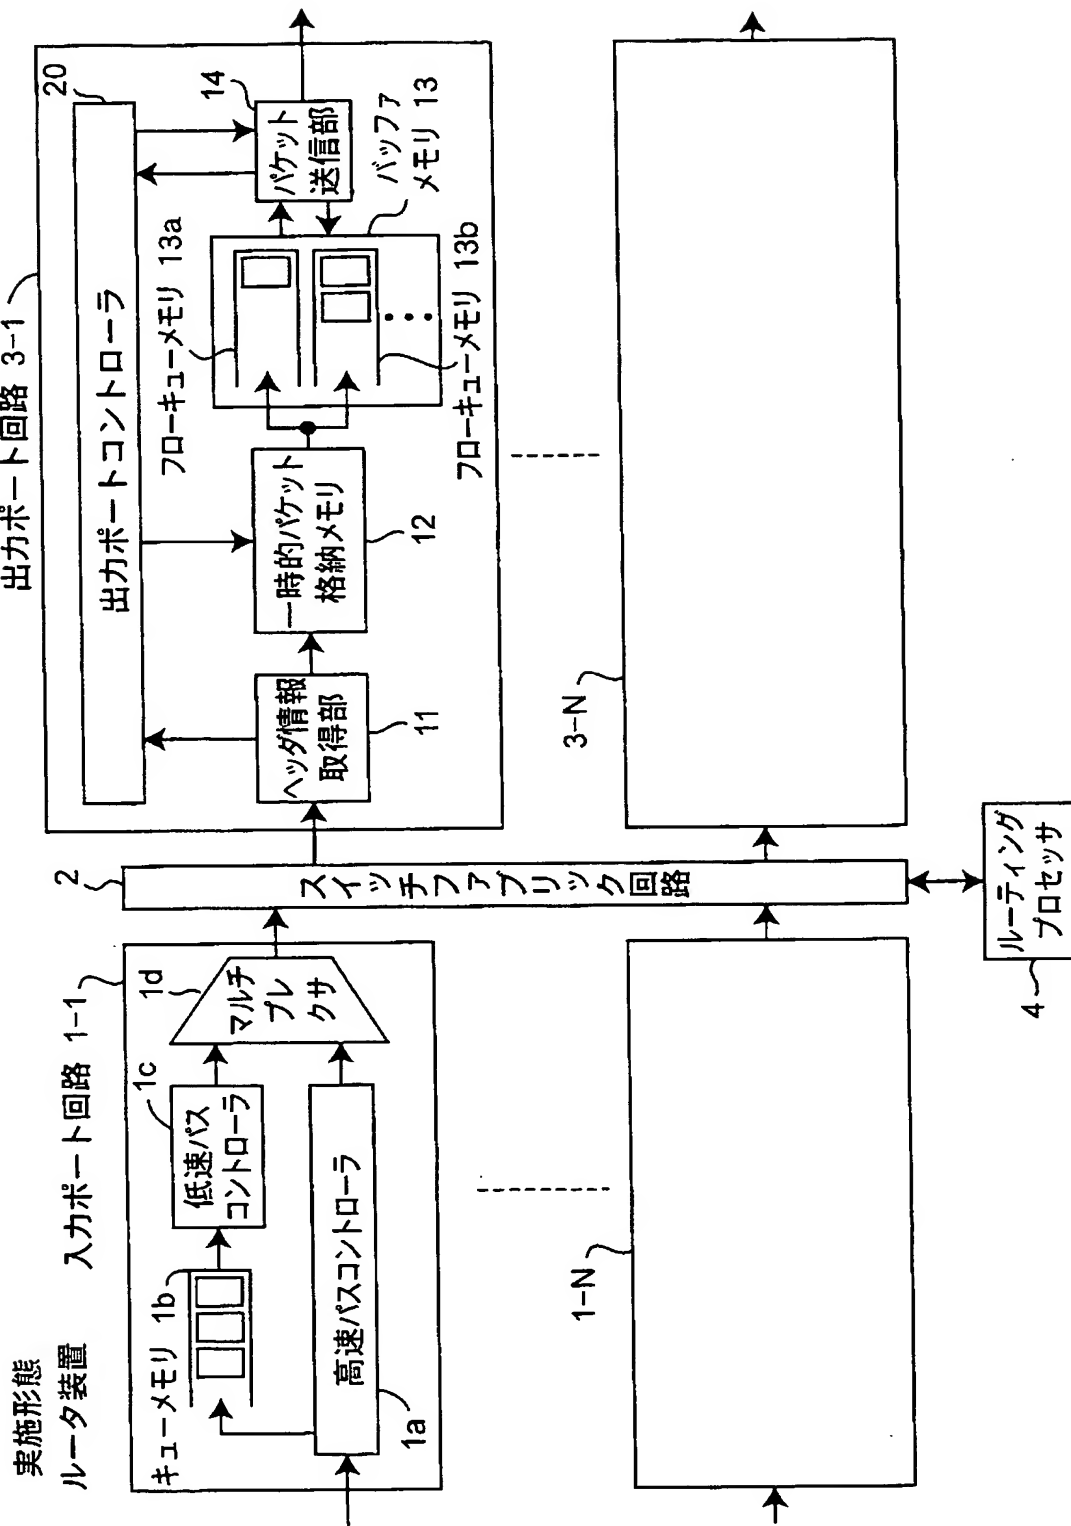 実施形態
ルータ装置
入力ポート回路 1-1
キューメモリ 1b
低速パス
コントローラ
1c
マルチ
プレ
クサ
1d
高速パスコントローラ
1a
1-N
2
スイッチファブリック回路
ルーティング
プロセッサ
4
出力ポート回路 3-1
出力ポートコントローラ
20
ヘッダ情報
取得部
11
一時的パケット
格納メモリ
12
フローキューメモリ 13a
フローキューメモリ 13b
バッファ
メモリ 13
パケット
送信部
14
3-N